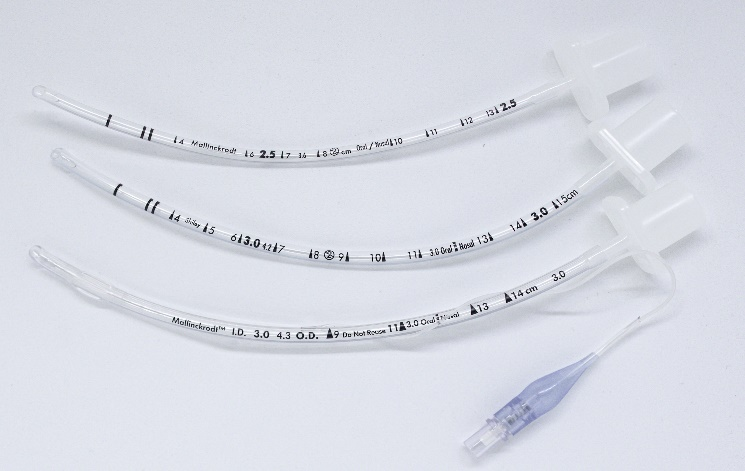 4 Mallinckrodt 6 2.5 7 3.6 8 cm Oral / Nasal 10 11 12 13 2.5
4 Shiley 5 6 3.0 4.2 7 8 9 10 11 3.0 Oral Nasal 13 14 3.0 15cm
Mallinckrodt™ I.D. 3.0 4.3 O.D. 9 Do Not Reuse 11 3.0 Oral Nasal 13 14 cm 3.0